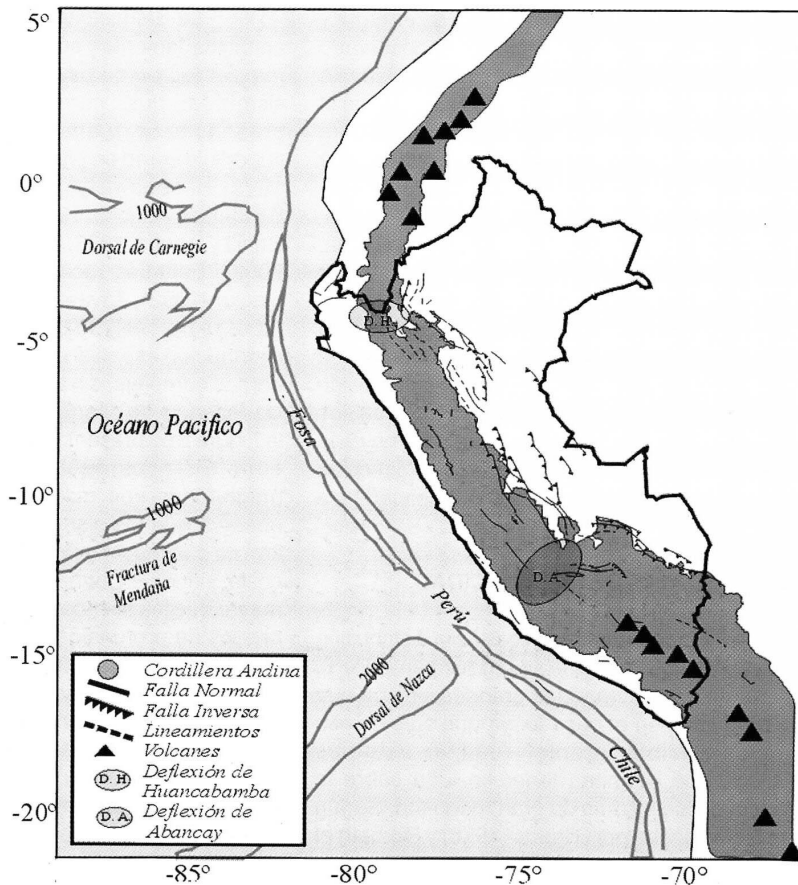 5°
0°
-5°
-10°
-15°
-20°
1000
Dorsal de Carnegie
D. H.
Océano Pacifico
Fosa
1000
Fractura de
Mendaña
D. A.
Perú
2000
Dorsal de Nazca
Chile
Cordillera Andina
Falla Normal
Falla Inversa
Lineamientos
Volcanes
D. H
Deflexión de
Huancabamba
D. A
Deflexión de
Abancay
-85°
-80°
-75°
-70°